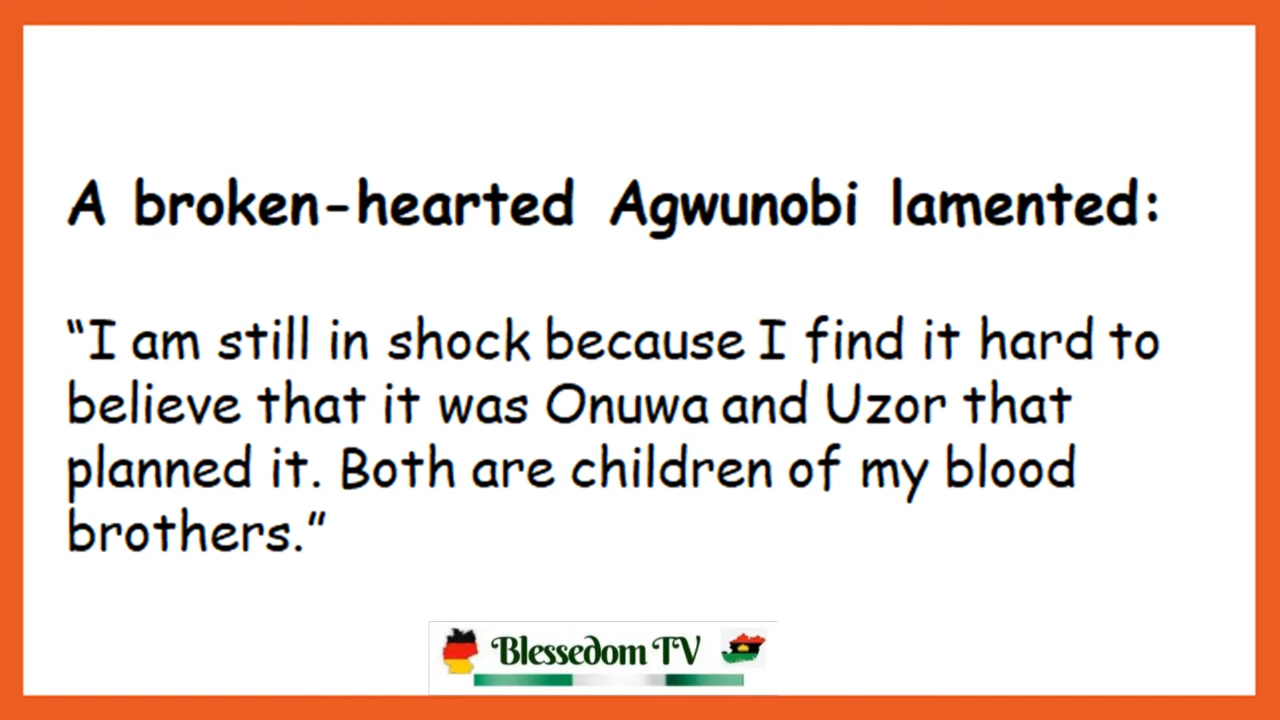 A broken-hearted Agwunobi lamented:
“I am still in shock because I find it hard to
believe that it was Onuwa and Uzor that
planned it. Both are children of my blood
brothers.”
Blessedom TV